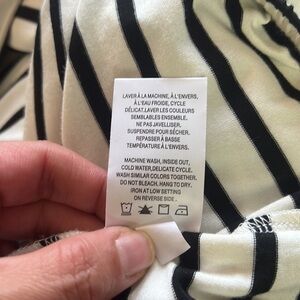 LAVER À LA MACHINE, À L'ENVERS,
À L'EAU FROIDE, CYCLE
DÉLICAT.LAVER LES COULEURS
SEMBLABLES ENSEMBLE.
NE PAS JAVELLISER.
SUSPENDRE POUR SÉCHER.
REPASSER À BASSE
TEMPÉRATURE À L'ENVERS.
MACHINE WASH, INSIDE OUT,
COLD WATER,DELICATE CYCLE.
WASH SIMILAR COLORS TOGETHER.
DO NOT BLEACH, HANG TO DRY.
IRON AT LOW SETTING
ON REVERSE SIDE.